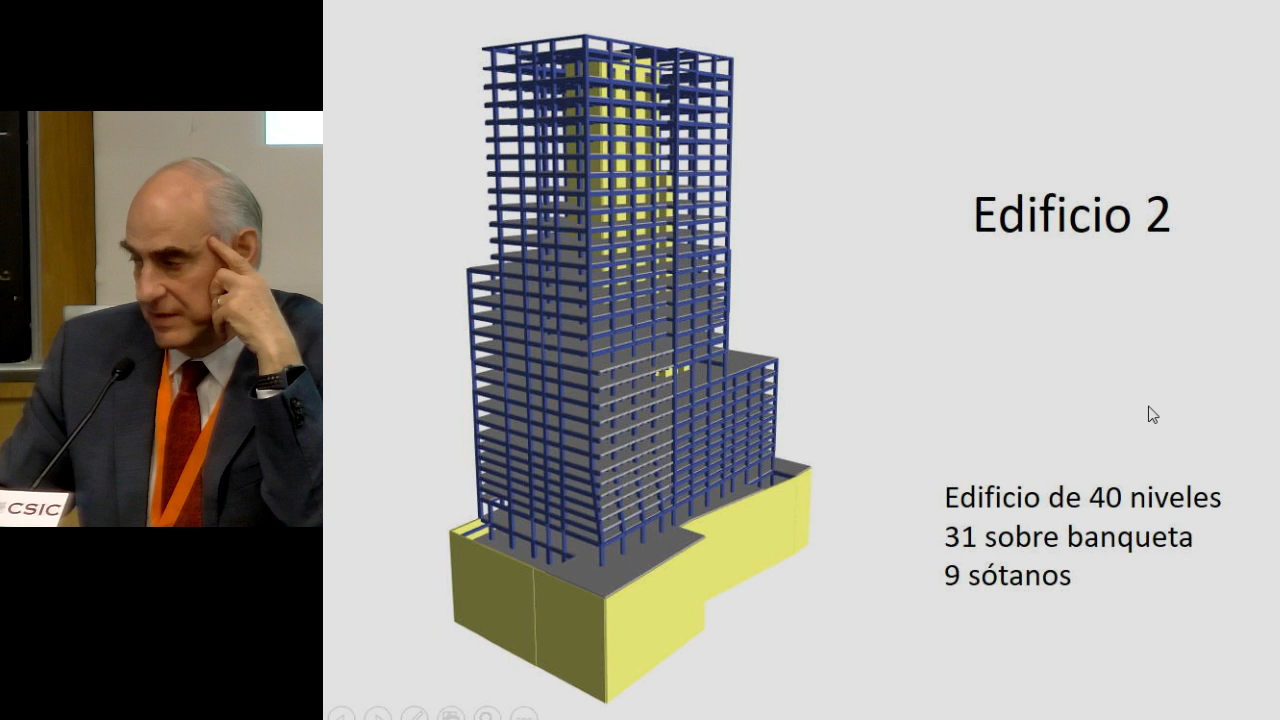 CSIC
Edificio 2
Edificio de 40 niveles
31 sobre banqueta
9 sótanos